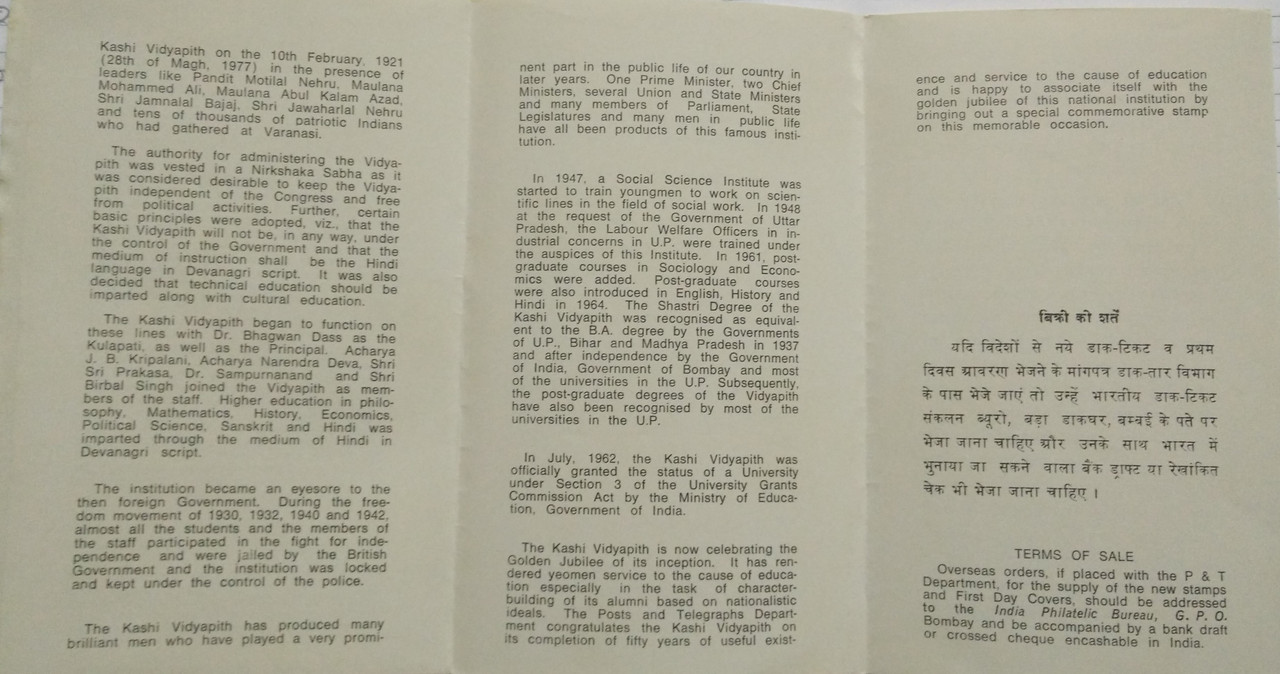 Kashi Vidyapith on the 10th February, 1921
(28th of Magh, 1977) in the presence of
leaders like Pandit Motilal Nehru, Maulana
Mohammed Ali, Maulana Abul Kalam Azad,
Shri Jamnalal Bajaj, Shri Jawaharlal Nehru
and tens of thousands of patriotic Indians
who had gathered at Varanasi.
The authority for administering the Vidya-
pith was vested in a Nirkshaka Sabha as it
was considered desirable to keep the Vidya-
pith independent of the Congress and free
from political activities. Further, certain
basic principles were adopted, viz., that the
Kashi Vidyapith will not be, in any way, under
the control of the Government and that the
medium of instruction shall be the Hindi
language in Devanagri script. It was also
decided that technical education should be
imparted along with cultural education.
The Kashi Vidyapith began to function on
these lines with Dr. Bhagwan Dass as the
Kulapati, as well as the Principal. Acharya
J. B. Kripalani, Acharya Narendra Deva, Shri
Sri Prakasa, Dr. Sampurnanand and Shri
Birbal Singh joined the Vidyapith as mem-
bers of the staff. Higher education in philo-
sophy, Mathematics, History, Economics,
Political Science, Sanskrit and Hindi was
imparted through the medium of Hindi in
Devanagri script.
The institution became an eyesore to the
then foreign Government. During the free-
dom movement of 1930, 1932, 1940 and 1942,
almost all the students and the members of
the staff participated in the fight for inde-
pendence and were jailed by the British
Government and the institution was locked
and kept under the control of the police.
The Kashi Vidyapith has produced many
brilliant men who have played a very promi-
nent part in the public life of our country in
later years. One Prime Minister, two Chief
Ministers, several Union and State Ministers
and many members of Parliament, State
Legislatures and many men in public life
have all been products of this famous insti-
tution.
In 1947, a Social Science Institute was
started to train youngmen to work on scien-
tific lines in the field of social work. In 1948
at the request of the Government of Uttar
Pradesh, the Labour Welfare Officers in in-
dustrial concerns in U.P. were trained under
the auspices of this Institute. In 1961, post-
graduate courses in Sociology and Econo-
mics were added. Post-graduate courses
were also introduced in English, History and
Hindi in 1964. The Shastri Degree of the
Kashi Vidyapith was recognised as equival-
ent to the B.A. degree by the Governments
of U.P., Bihar and Madhya Pradesh in 1937
and after independence by the Government
of India, Government of Bombay and most
of the universities in the U.P. Subsequently,
the post-graduate degrees of the Vidyapith
have also been recognised by most of the
universities in the U.P.
In July, 1962, the Kashi Vidyapith was
officially granted the status of a University
under Section 3 of the University Grants
Commission Act by the Ministry of Educa-
tion, Government of India.
The Kashi Vidyapith is now celebrating the
Golden Jubilee of its inception. It has ren-
dered yeomen service to the cause of educa-
tion especially in the task of character-
building of its alumni based on nationalistic
ideals. The Posts and Telegraphs Depart-
ment congratulates the Kashi Vidyapith on
its completion of fifty years of useful exist-
ence and service to the cause of education
and is happy to associate itself with the
golden jubilee of this national institution by
bringing out a special commemorative stamp
on this memorable occasion.
बिक्री की शर्तें
यदि विदेशों से नये डाक-टिकट व प्रथम
दिवस आवरण भेजने के मांगपत्र डाक-तार विभाग
के पास भेजे जाएं तो उन्हें भारतीय डाक-टिकट
संकलन ब्यूरो, बड़ा डाकघर, बम्बई के पते पर
भेजा जाना चाहिए और उनके साथ भारत में
भुनाया जा सकने वाला बैंक ड्राफ्ट या रेखांकित
चेक भी भेजा जाना चाहिए ।
TERMS OF SALE
Overseas orders, if placed with the P & T
Department, for the supply of the new stamps
and First Day Covers, should be addressed
to the India Philatelic Bureau, G. P. O.
Bombay and be accompanied by a bank draft
or crossed cheque encashable in India.